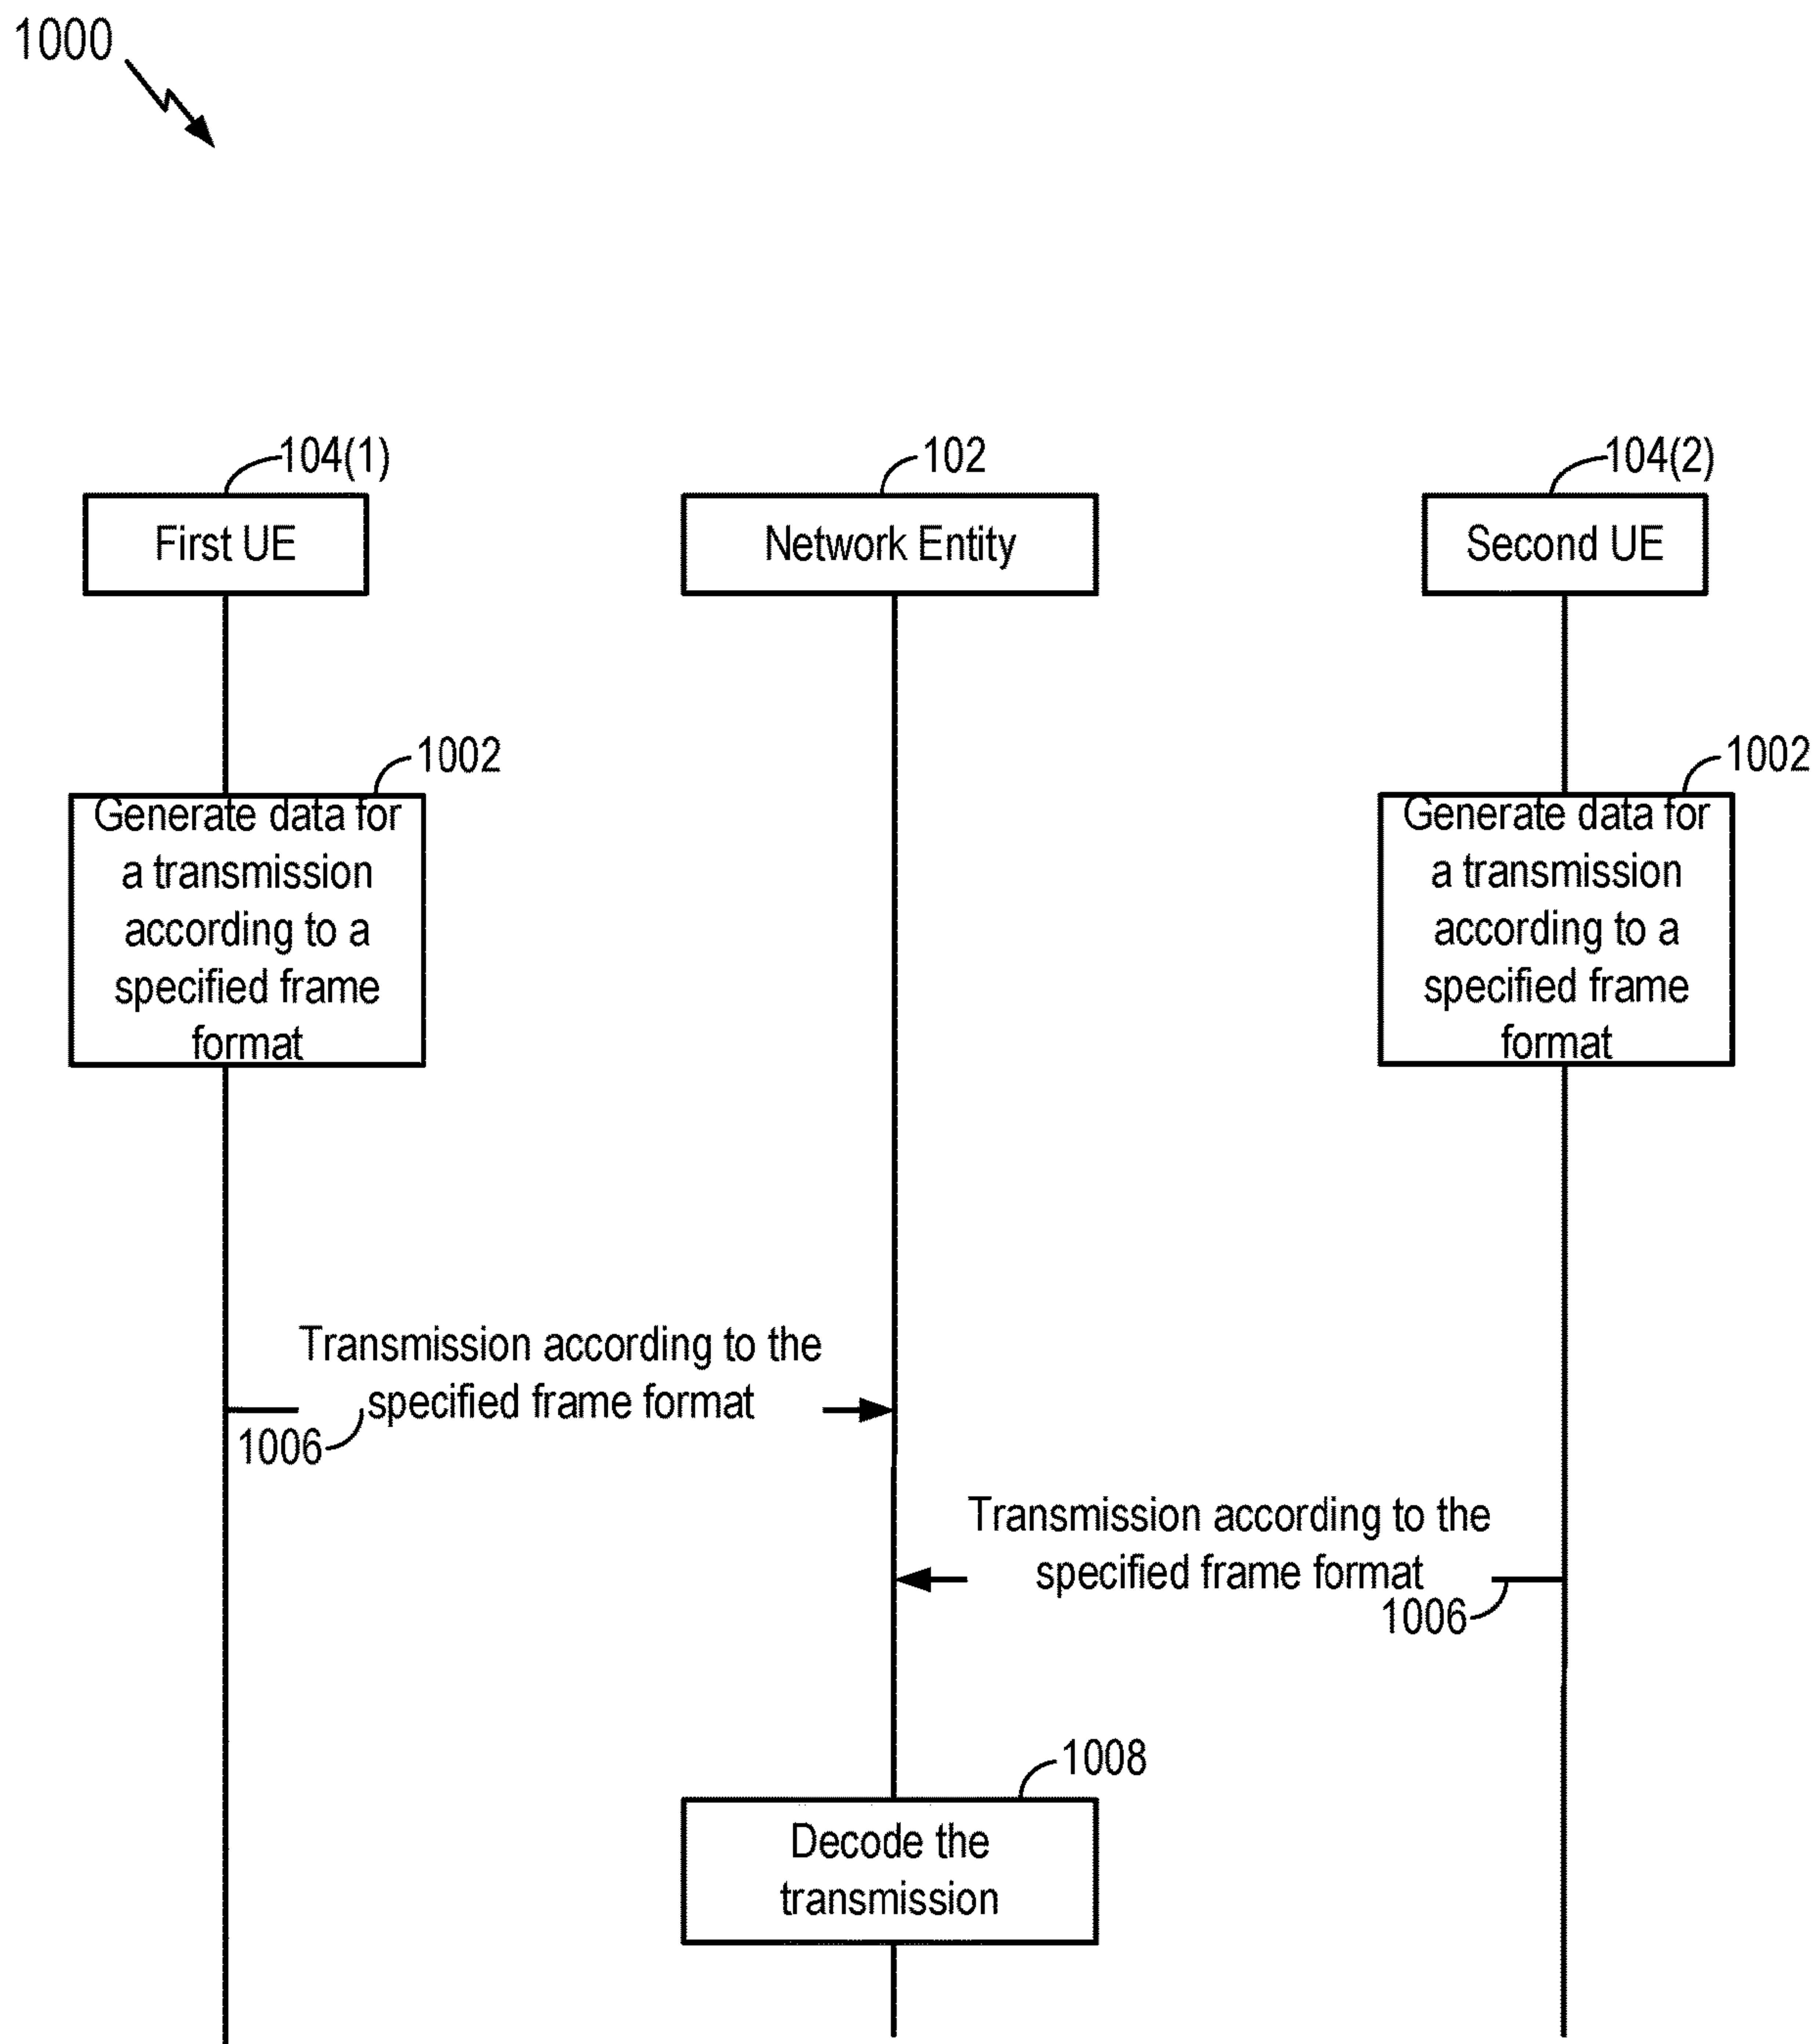 1000
104(1)
102
104(2)
First UE
Network Entity
Second UE
1002
1002
Generate data for
a transmission
according to a
specified frame
format
Generate data for
a transmission
according to a
specified frame
format
Transmission according to the
specified frame format
1006
Transmission according to the
specified frame format
1006
1008
Decode the
transmission